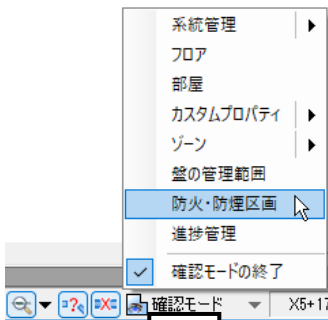 系統管理
フロア
部屋
カスタムプロパティ
ゾーン
盤の管理範囲
防火・防煙区画
進捗管理
確認モードの終了
確認モード X5+17